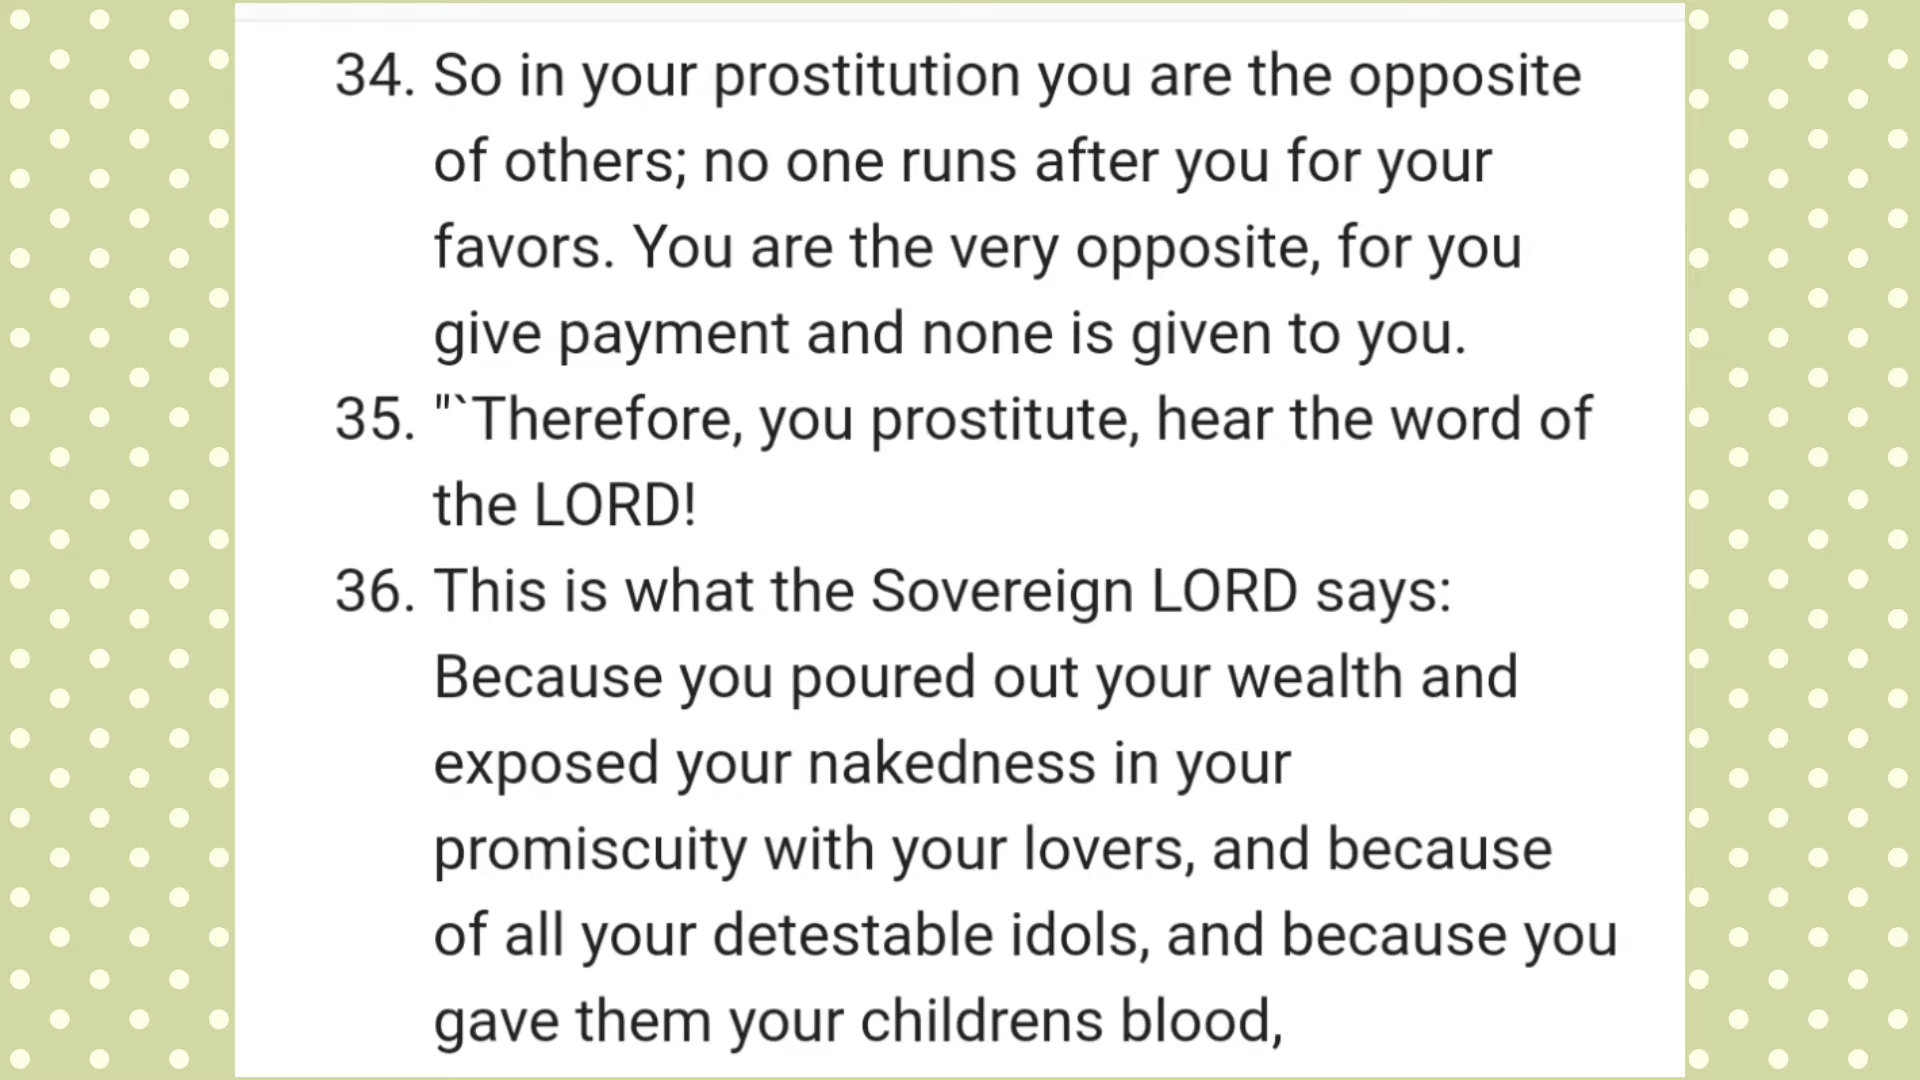 34. So in your prostitution you are the opposite
of others; no one runs after you for your
favors. You are the very opposite, for you
give payment and none is given to you.
35. "`Therefore, you prostitute, hear the word of
the LORD!
36. This is what the Sovereign LORD says:
Because you poured out your wealth and
exposed your nakedness in your
promiscuity with your lovers, and because
of all your detestable idols, and because you
gave them your childrens blood,